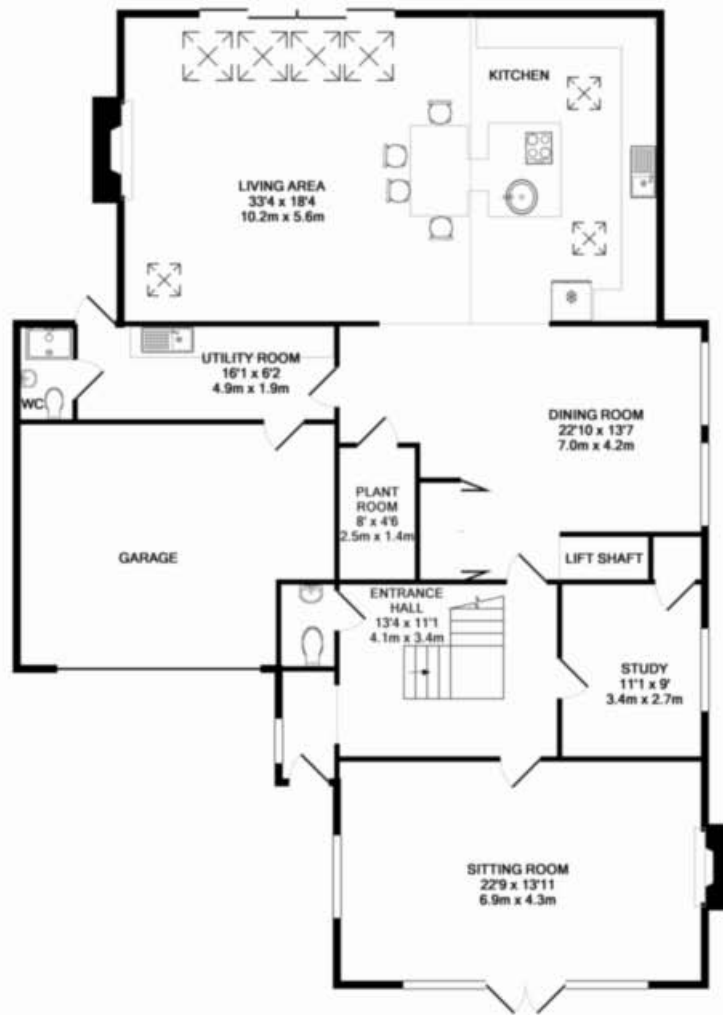 KITCHEN
LIVING AREA
33'4 x 18'4
10.2m x 5.6m
UTILITY ROOM
16'1 x 6'2
4.9m x 1.9m
WC
DINING ROOM
22'10 x 13'7
7.0m x 4.2m
PLANT
ROOM
8' x 4'6
2.5m x 1.4m
GARAGE
LIFT SHAFT
ENTRANCE
HALL
13'4 x 11'1
4.1m x 3.4m
STUDY
11'1 x 9'
3.4m x 2.7m
SITTING ROOM
22'9 x 13'11
6.9m x 4.3m